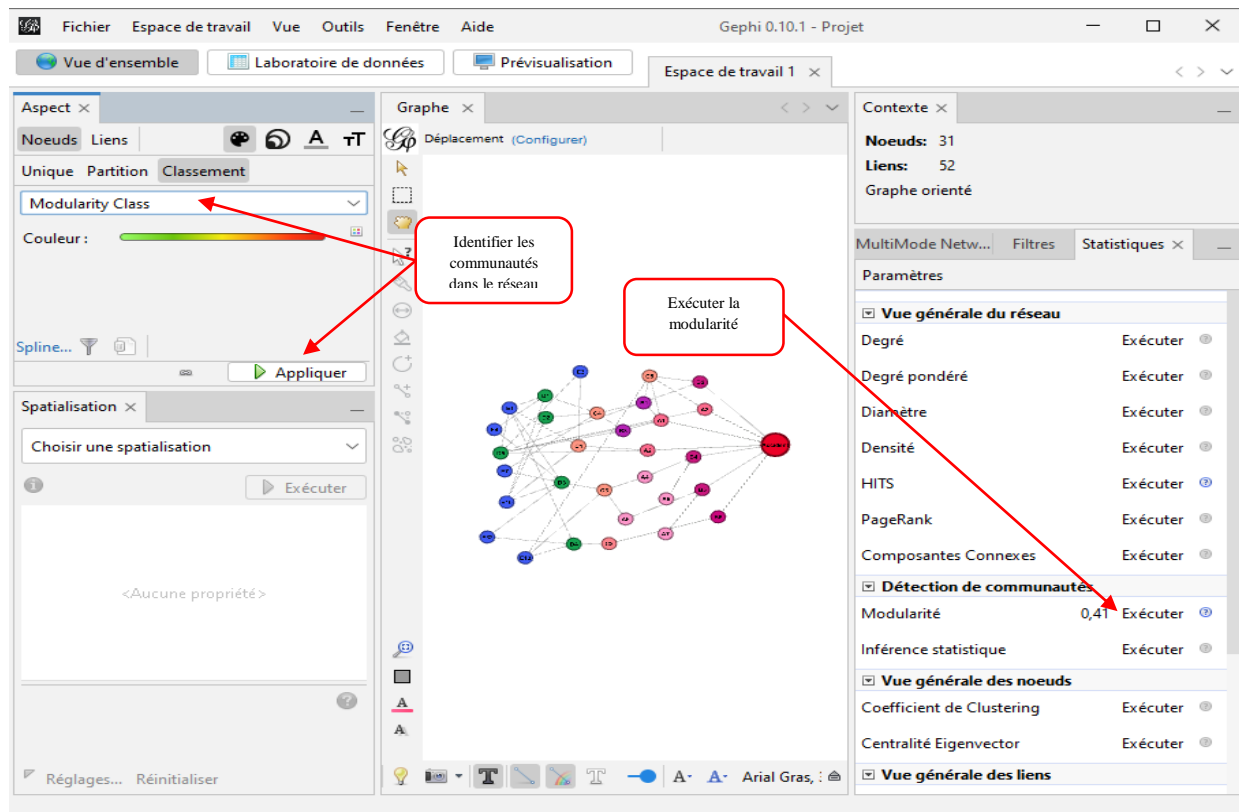 Fichier Espace de travail Vue Outils Fenêtre Aide Gephi 0.10.1 - Projet
Vue d'ensemble Laboratoire de données Prévisualisation Espace de travail 1
Aspect
Noeuds Liens
Unique Partition Classement
Modularity Class
Couleur :
Spline...
Appliquer
Spatialisation
Choisir une spatialisation
Exécuter
<Aucune propriété>
Réglages... Réinitialiser
Graphe
Déplacement (Configurer)
Identifier les
communautés
dans le réseau
Exécuter la
modularité
Arial Gras, :
Contexte
Noeuds: 31
Liens: 52
Graphe orienté
MultiMode Netw... Filtres Statistiques
Paramètres
Vue générale du réseau
Degré Exécuter
Degré pondéré Exécuter
Diamètre Exécuter
Densité Exécuter
HITS Exécuter
PageRank Exécuter
Composantes Connexes Exécuter
Détection de communautés
Modularité 0,41 Exécuter
Inférence statistique Exécuter
Vue générale des noeuds
Coefficient de Clustering Exécuter
Centralité Eigenvector Exécuter
Vue générale des liens